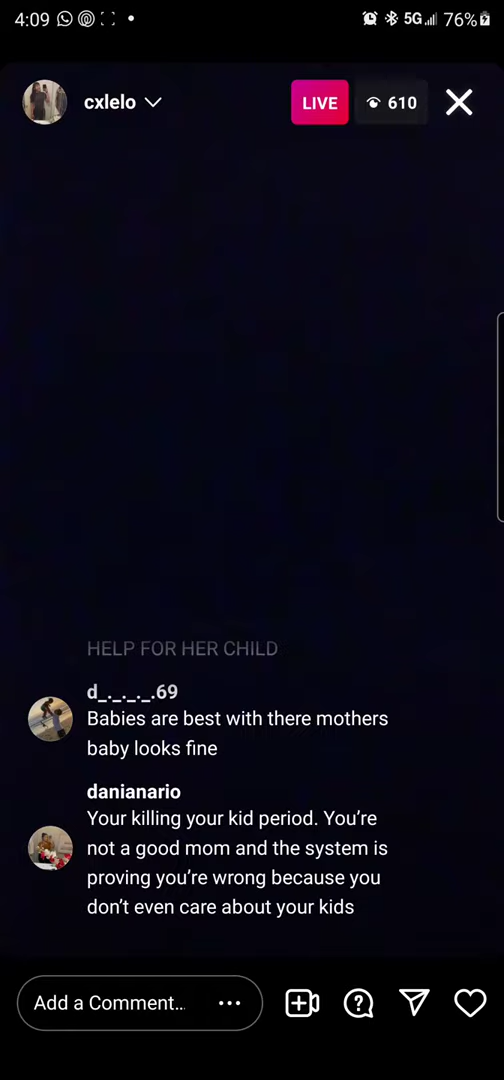 4:09 5G 76%
cxlelo LIVE 610
HELP FOR HER CHILD
d_._._._.69
Babies are best with there mothers
baby looks fine
danianario
Your killing your kid period. You're
not a good mom and the system is
proving you're wrong because you
don't even care about your kids
Add a Comment...